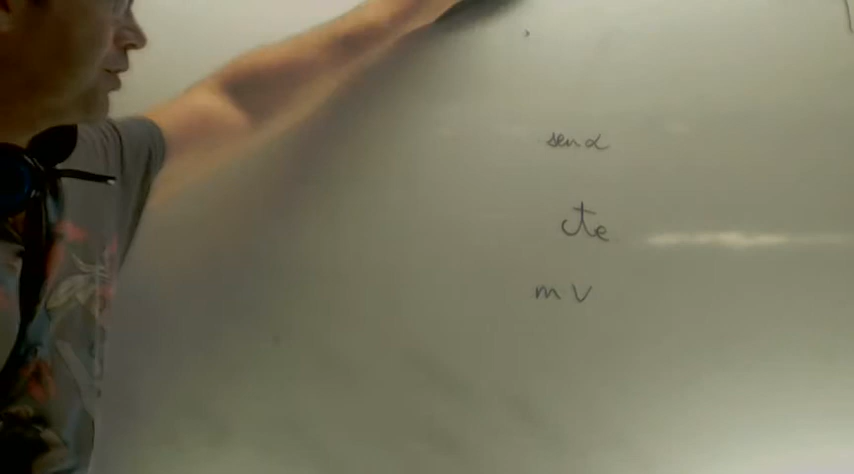 sen α
cte
m v